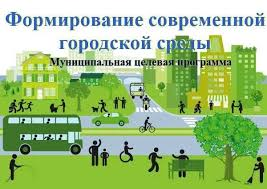 Формирование современной
городской среды
Муниципальная целевая программа